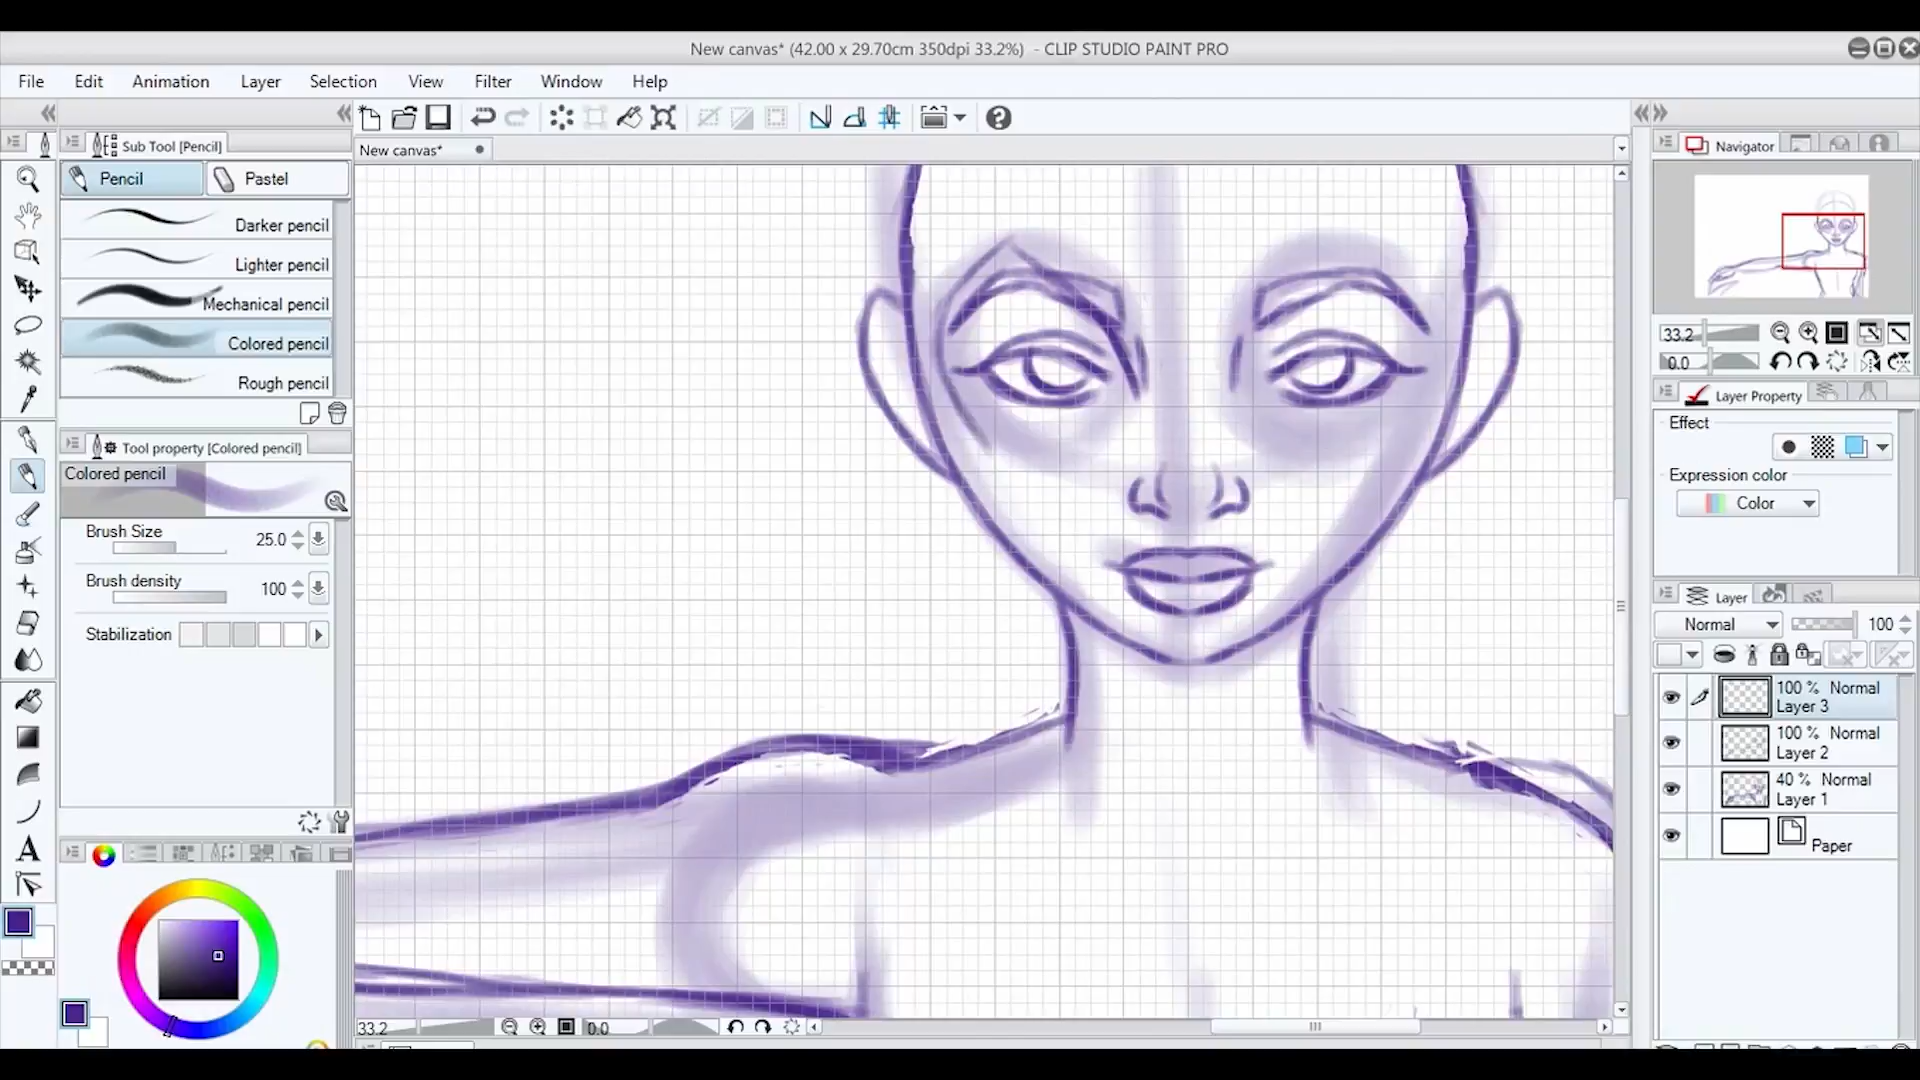 New canvas* (42.00 x 29.70cm 350dpi 33.2%) - CLIP STUDIO PAINT PRO
File Edit Animation Layer Selection View Filter Window Help
Sub Tool [Pencil]
New canvas*
Pencil Pastel
Darker pencil
Lighter pencil
Mechanical pencil
Colored pencil
Rough pencil
Tool property [Colored pencil]
Colored pencil
Brush Size 25.0
Brush density 100
Stabilization
33.2 0.0
Navigator
33.2
0.0
Layer Property
Effect
Expression color
Color
Layer
Normal 100
100 % Normal
Layer 3
100 % Normal
Layer 2
40 % Normal
Layer 1
Paper